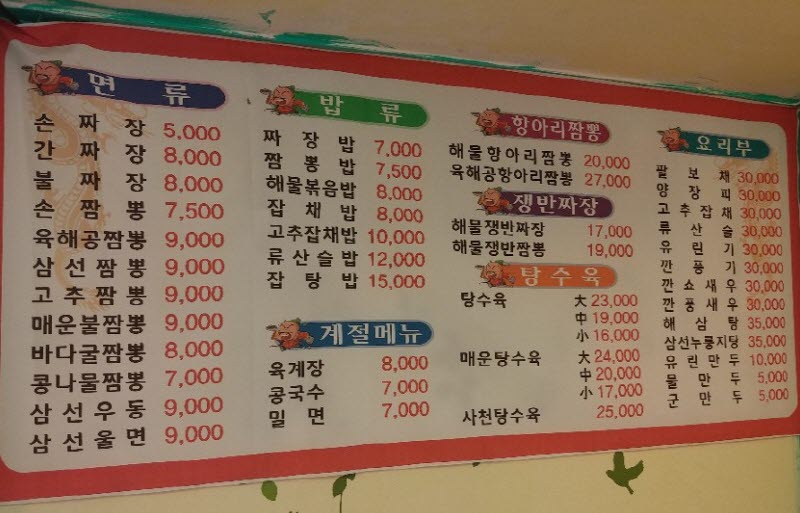 면 류
손 짜 장 5,000
간 짜 장 8,000
불 짜 장 8,000
손 짬 뽕 7,500
육해공짬뽕 9,000
삼 선 짬 뽕 9,000
고 추 짬 뽕 9,000
매운불짬뽕 9,000
바다굴짬뽕 8,000
콩나물짬뽕 7,000
삼 선 우 동 9,000
삼 선 울 면 9,000
밥 류
짜 장 밥 7,000
짬 뽕 밥 7,500
해물볶음밥 8,000
잡 채 밥 8,000
고추잡채밥 10,000
류 산 슬 밥 12,000
잡 탕 밥 15,000
계절메뉴
육계장 8,000
콩국수 7,000
밀 면 7,000
항아리짬뽕
해물항아리짬뽕 20,000
육해공항아리짬뽕 27,000
쟁반짜장
해물쟁반짜장 17,000
해물쟁반짬뽕 19,000
탕 수 육
탕수육 大 23,000
中 19,000
小 16,000
매운탕수육 大 24,000
中 20,000
小 17,000
사천탕수육 25,000
요리부
팔 보 채 30,000
양 장 피 30,000
고 추 잡 채 30,000
류 산 슬 30,000
유 린 기 30,000
깐 풍 기 30,000
깐 쇼 새 우 30,000
깐 풍 새 우 30,000
해 삼 탕 35,000
삼선누룽지탕 35,000
유 린 만 두 10,000
물 만 두 5,000
군 만 두 5,000